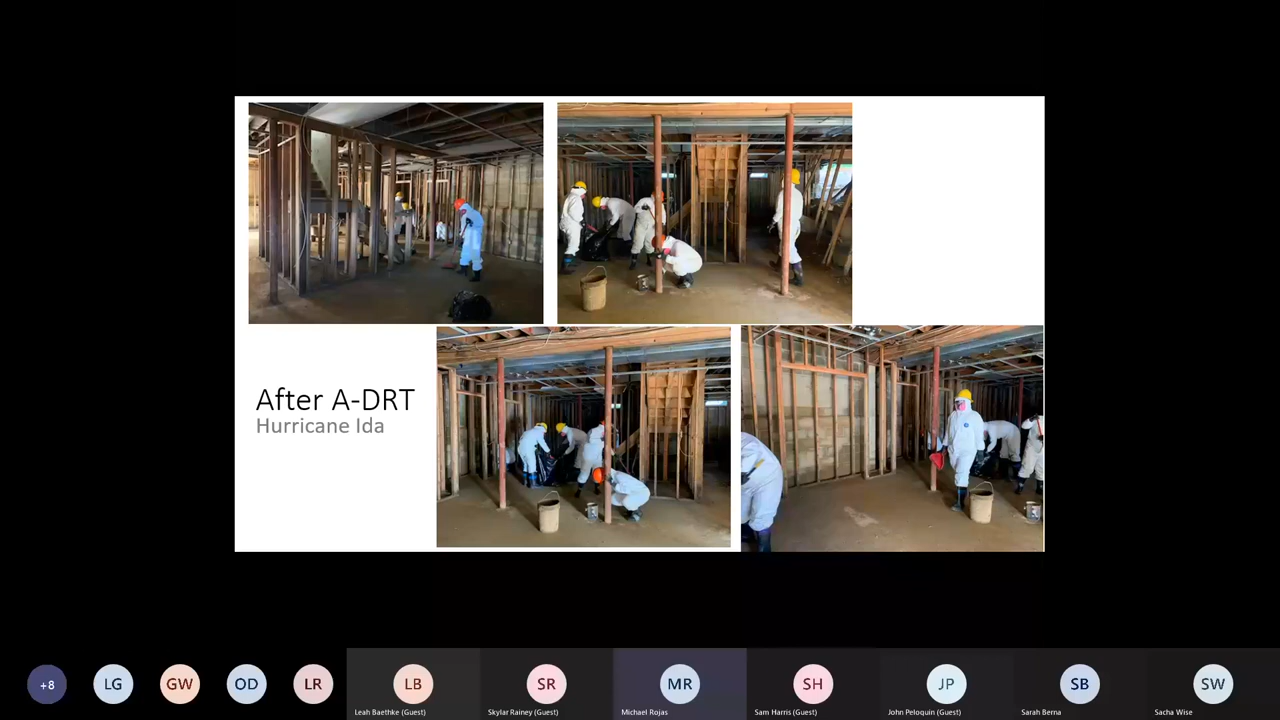 After A-DRT
Hurricane Ida
+8
LG
GW
OD
LR
LB
SR
MR
SH
JP
SB
SW
Leah Baethke (Guest)
Skylar Rainey (Guest)
Michael Rojas
Sam Harris (Guest)
John Peloquin (Guest)
Sarah Berna
Sacha Wise